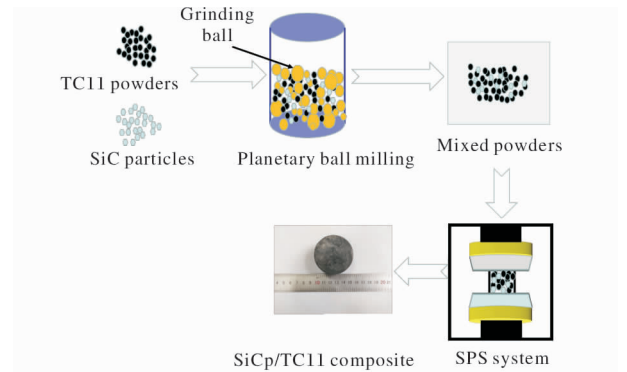 Grinding
ball
TC11 powders
SiC particles
Planetary ball milling
Mixed powders
SiCp/TC11 composite
SPS system